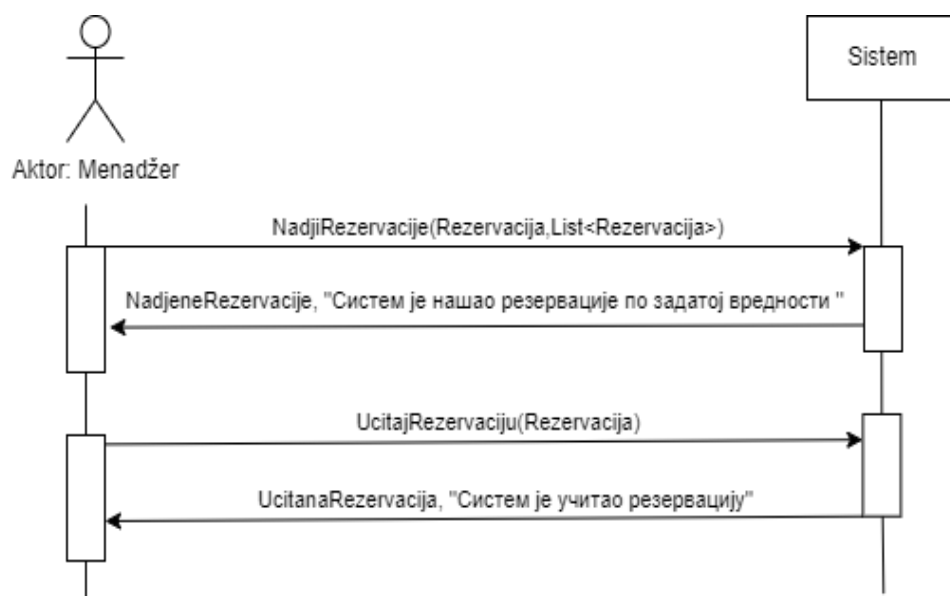 Sistem
Aktor: Menadžer
NadjiRezervacije(Rezervacija,List<Rezervacija>)
NadjeneRezervacije, "Систем је нашао резервације по задатој вредности "
UcitajRezervaciju(Rezervacija)
UcitanaRezervacija, "Систем је учитао резервацију"